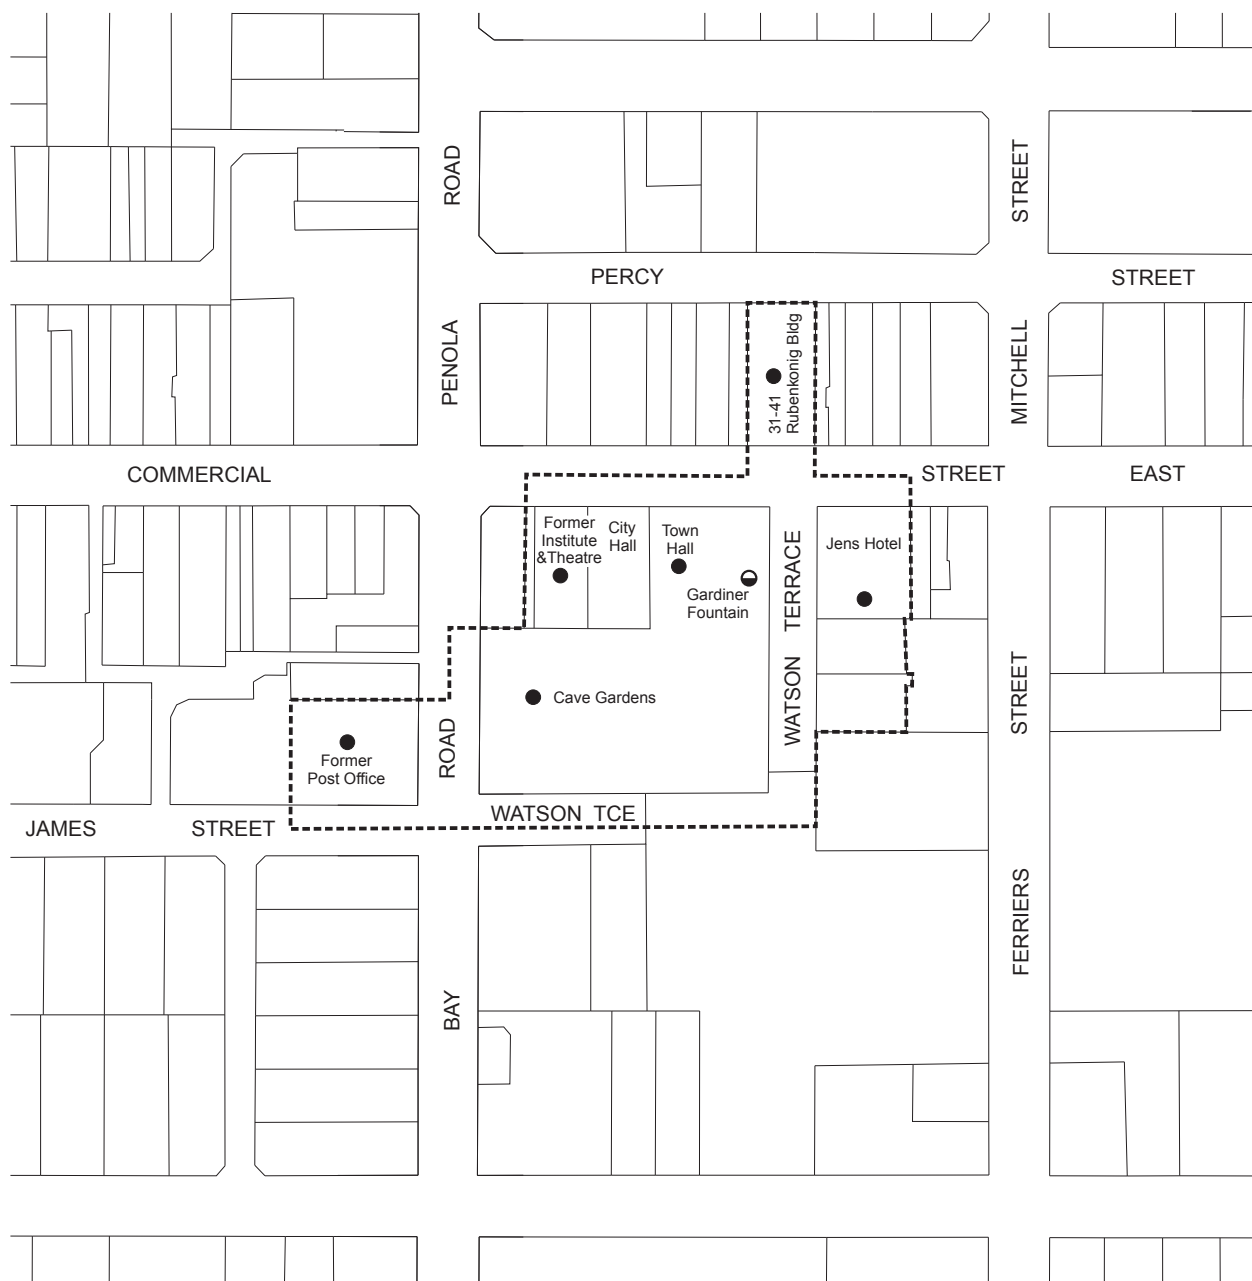 ROAD
STREET
PERCY
STREET
PENOLA
31-41
Rubenkonig Bldg
MITCHELL
COMMERCIAL
STREET
EAST
Former
Institute
&Theatre
City
Hall
Town
Hall
Gardiner
Fountain
WATSON TERRACE
Jens Hotel
Cave Gardens
STREET
ROAD
Former
Post Office
JAMES
STREET
WATSON TCE
FERRIERS
BAY